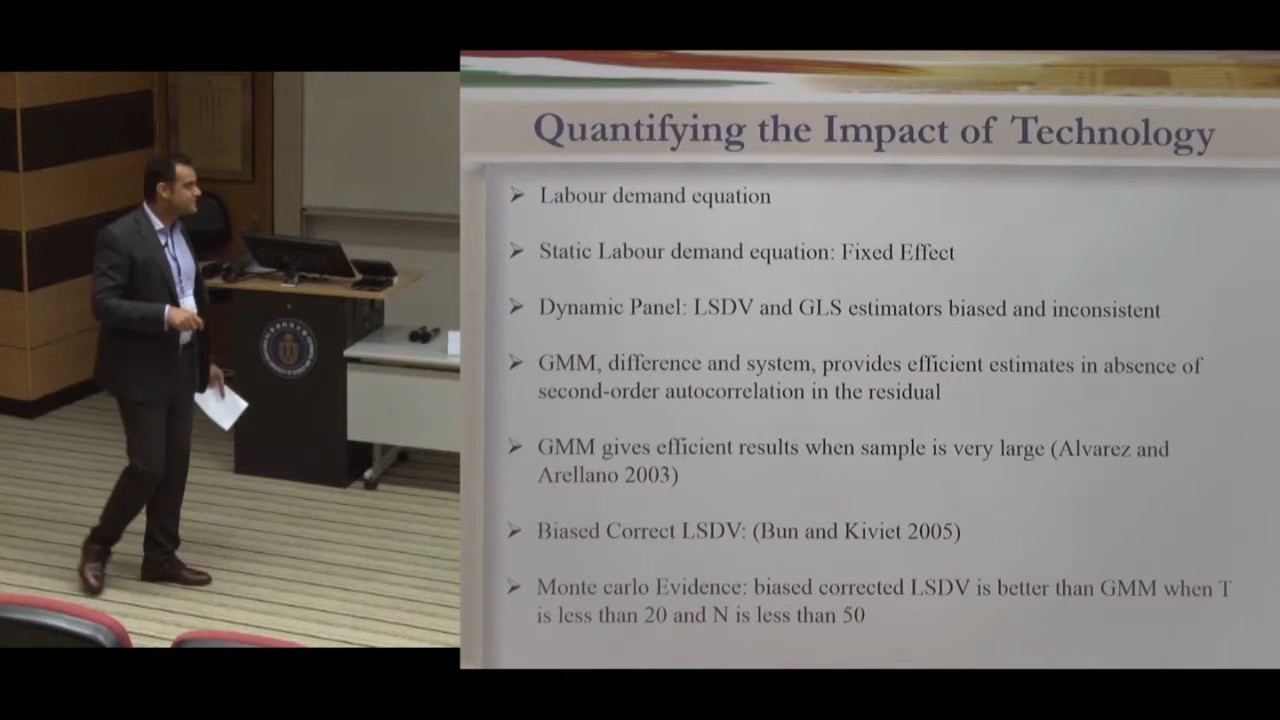 Quantifying the Impact of Technology
➢ Labour demand equation
➢ Static Labour demand equation: Fixed Effect
➢ Dynamic Panel: LSDV and GLS estimators biased and inconsistent
➢ GMM, difference and system, provides efficient estimates in absence of
second-order autocorrelation in the residual
➢ GMM gives efficient results when sample is very large (Alvarez and
Arellano 2003)
➢ Biased Correct LSDV: (Bun and Kiviet 2005)
➢ Monte carlo Evidence: biased corrected LSDV is better than GMM when T
is less than 20 and N is less than 50